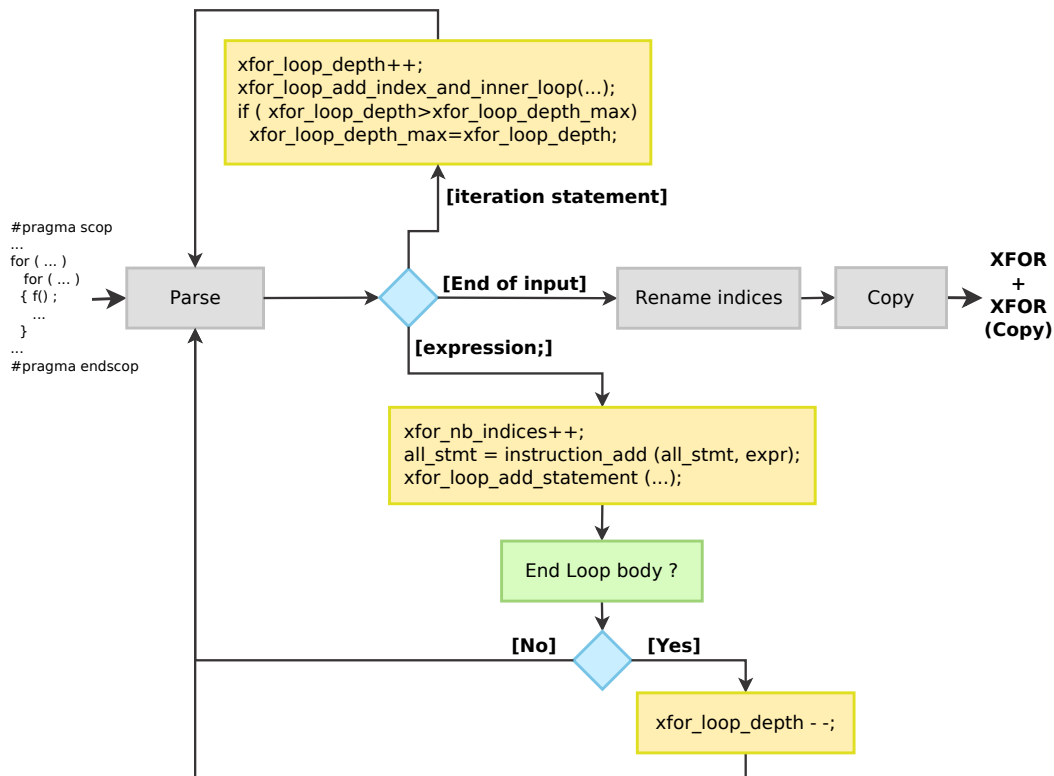 xfor_loop_depth++;
xfor_loop_add_index_and_inner_loop(...);
if ( xfor_loop_depth>xfor_loop_depth_max)
xfor_loop_depth_max=xfor_loop_depth;
[iteration statement]
#pragma scop
...
for ( ... )
for ( ... )
{ f() ;
...
}
...
#pragma endscop
Parse
[End of input]
Rename indices
Copy
XFOR
+
XFOR
(Copy)
[expression;]
xfor_nb_indices++;
all_stmt = instruction_add (all_stmt, expr);
xfor_loop_add_statement (...);
End Loop body ?
[No]
[Yes]
xfor_loop_depth - -;